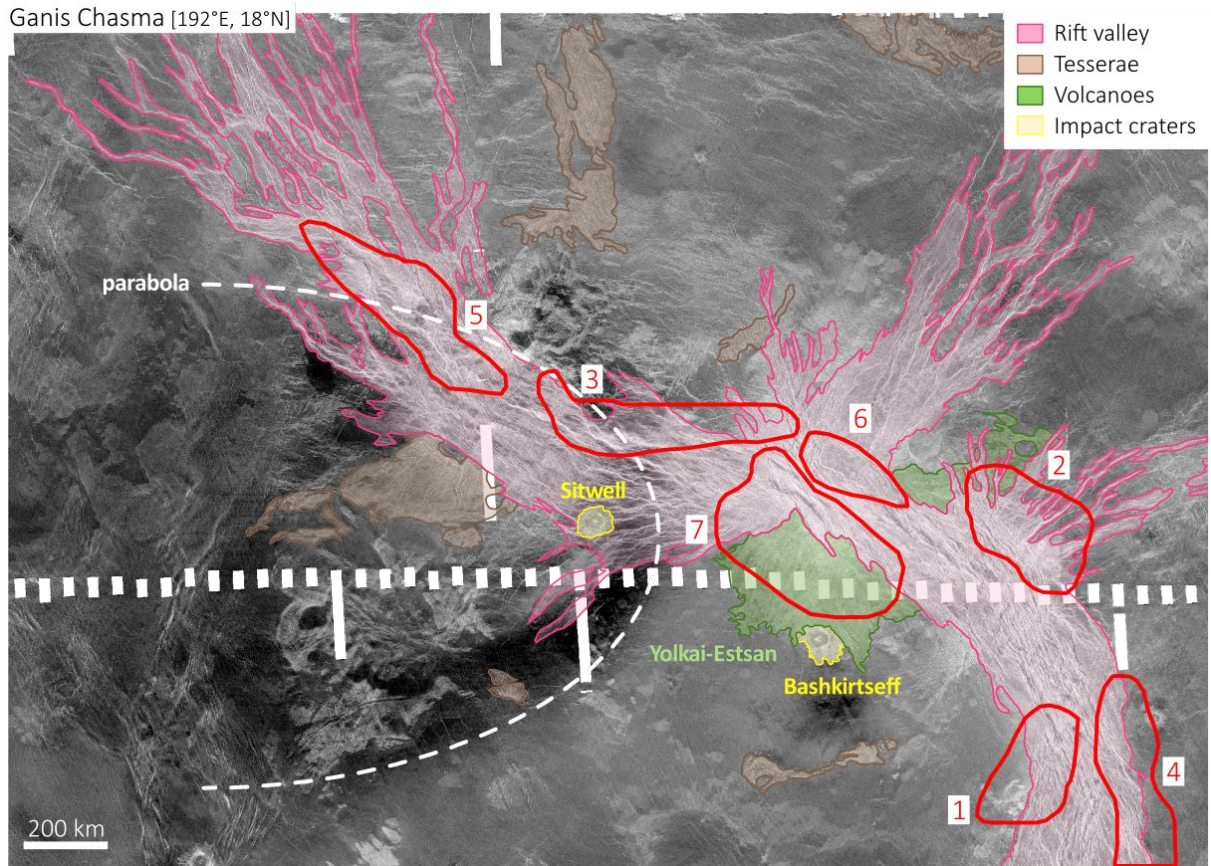 Ganis Chasma [192°E, 18°N]
Rift valley
Tesserae
Volcanoes
Impact craters
parabola
5
3
6
2
Sitwell
7
Yolkai-Estsan
Bashkirtseff
4
1
200 km